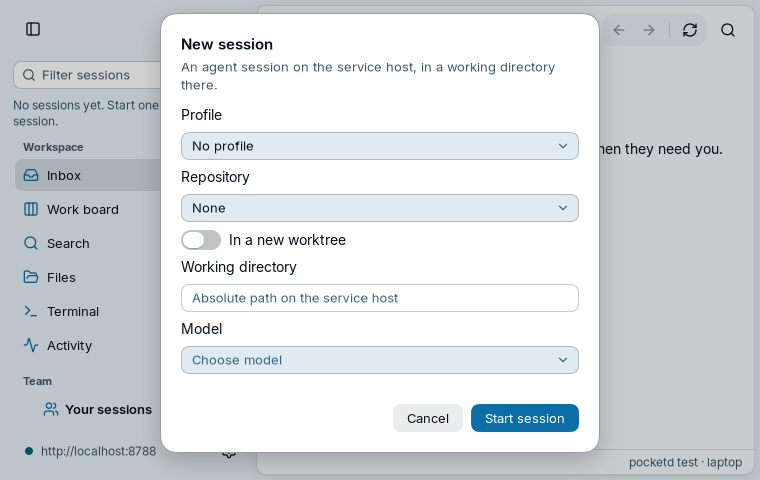 Filter sessions
No sessions yet. Start one
session.
Workspace
Inbox
Work board
Search
Files
Terminal
Activity
Team
Your sessions
http://localhost:8788
New session
An agent session on the service host, in a working directory
there.
Profile
No profile
Repository
None
In a new worktree
Working directory
Absolute path on the service host
Model
Choose model
Cancel
Start session
they need you.
pocketd test · laptop